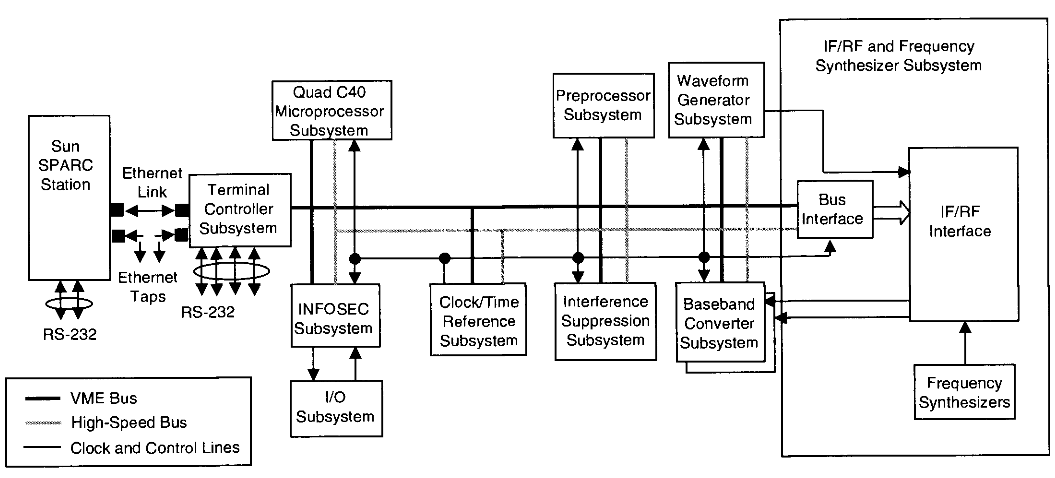 IF/RF and Frequency
Synthesizer Subsystem
Quad C40
Microprocessor
Subsystem
Preprocessor
Subsystem
Waveform
Generator
Subsystem
Sun
SPARC
Station
Ethernet
Link
Terminal
Controller
Subsystem
Bus
Interface
IF/RF
Interface
Ethernet
Taps
RS-232
RS-232
INFOSEC
Subsystem
Clock/Time
Reference
Subsystem
Interference
Suppression
Subsystem
Baseband
Converter
Subsystem
I/O
Subsystem
Frequency
Synthesizers
VME Bus
High-Speed Bus
Clock and Control Lines